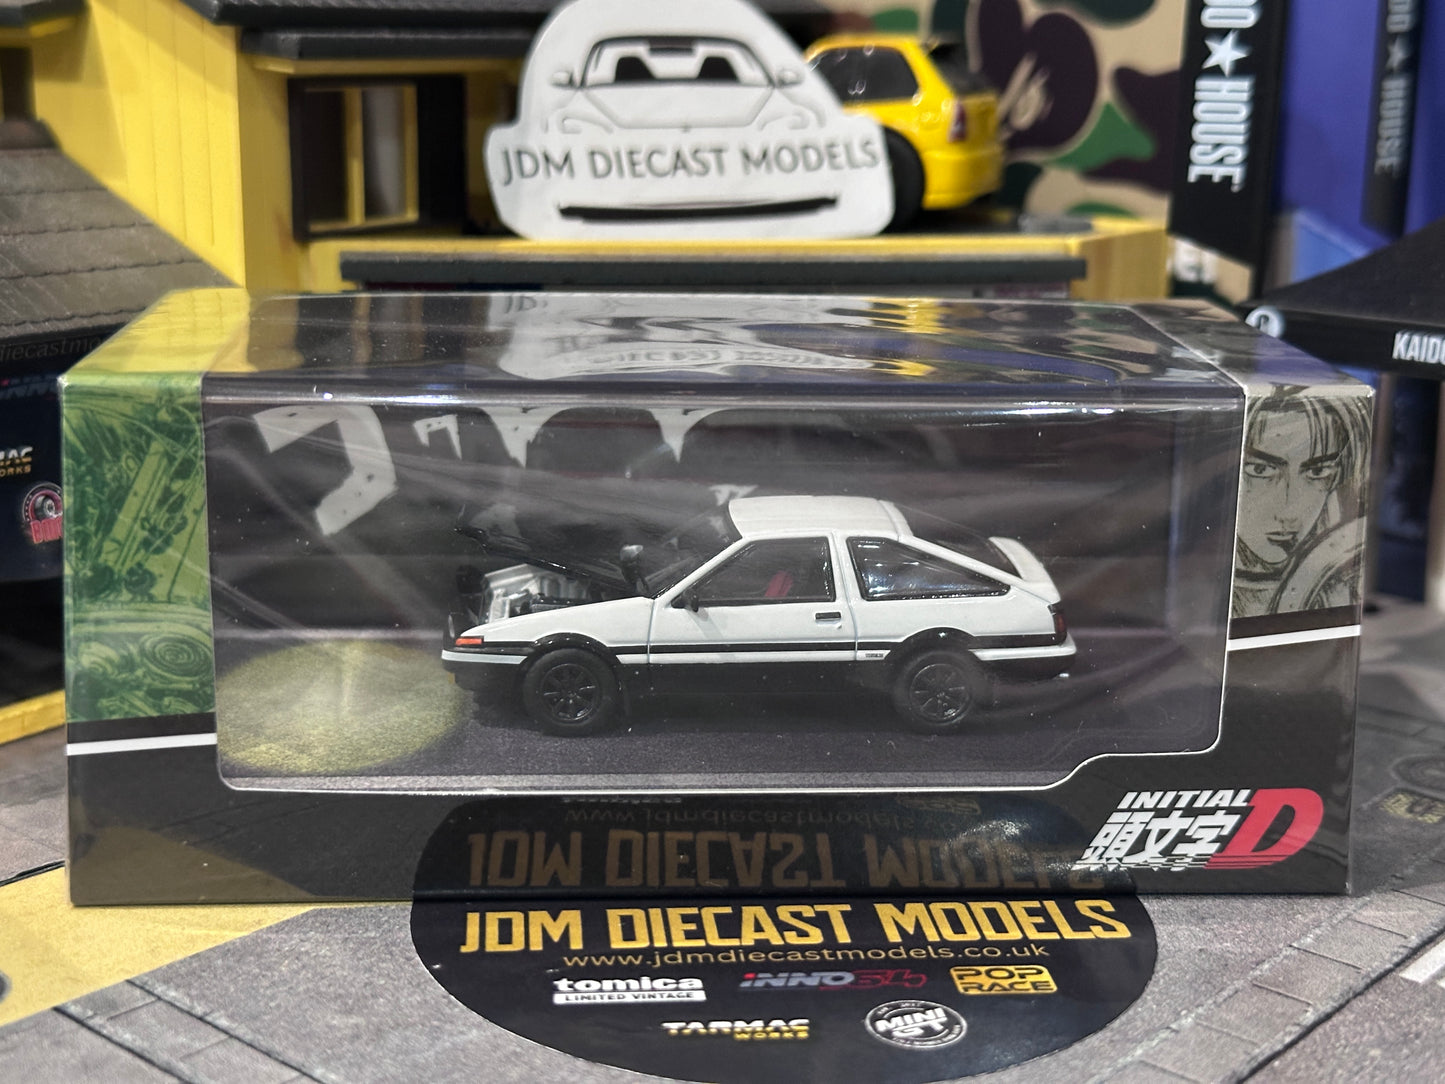 JDM DIECAST MODELS
HOUSE
HOUSE
KAIDO
INITIAL D
頭文字
JDM DIECAST MODELS
www.jdmdiecastmodels.co.uk
tomica
LIMITED VINTAGE
INNO64
POP
RACE
TARMAC
WORKS
MINI
GT